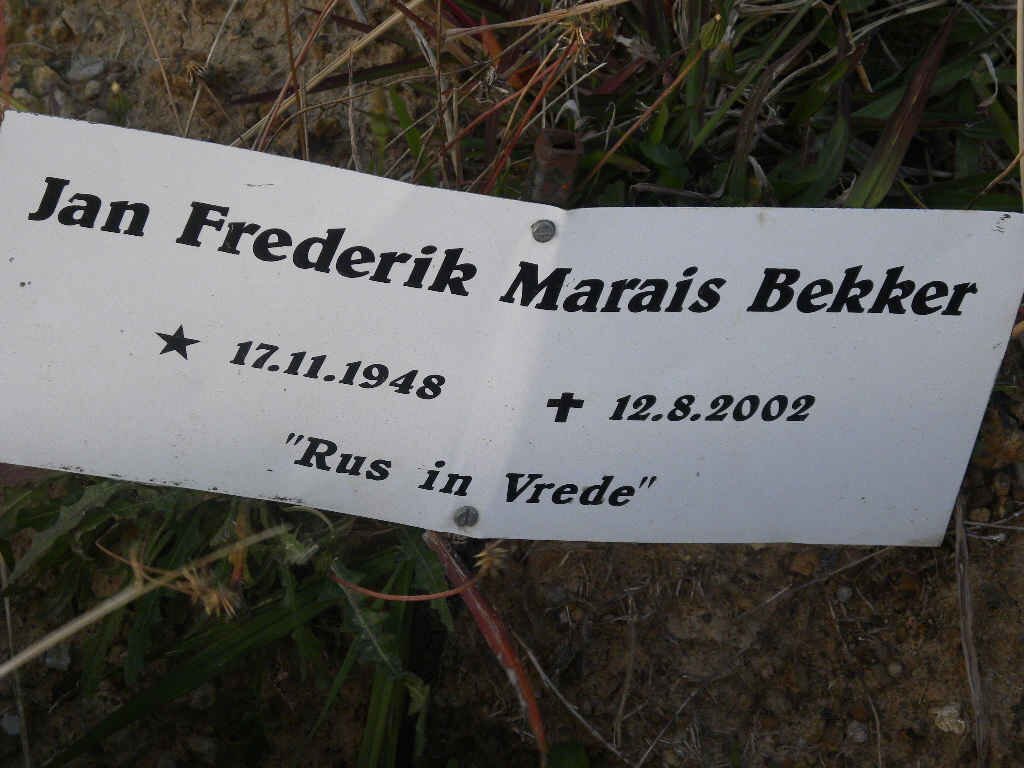 Jan Frederik Marais Bekker
★ 17.11.1948 ✝ 12.8.2002
"Rus in Vrede"